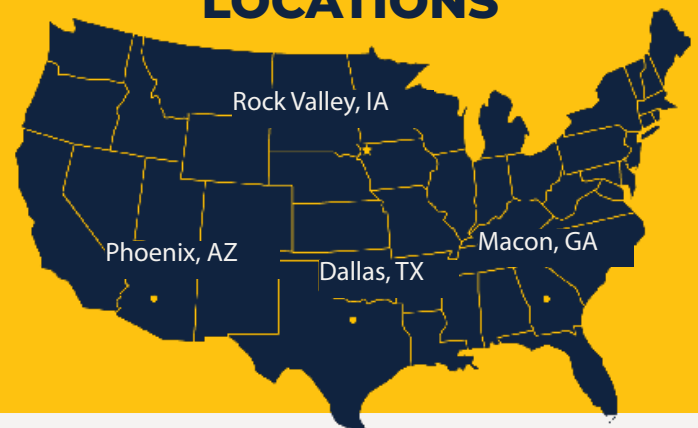 LOCATIONS
Rock Valley, IA
Phoenix, AZ
Dallas, TX
Macon, GA